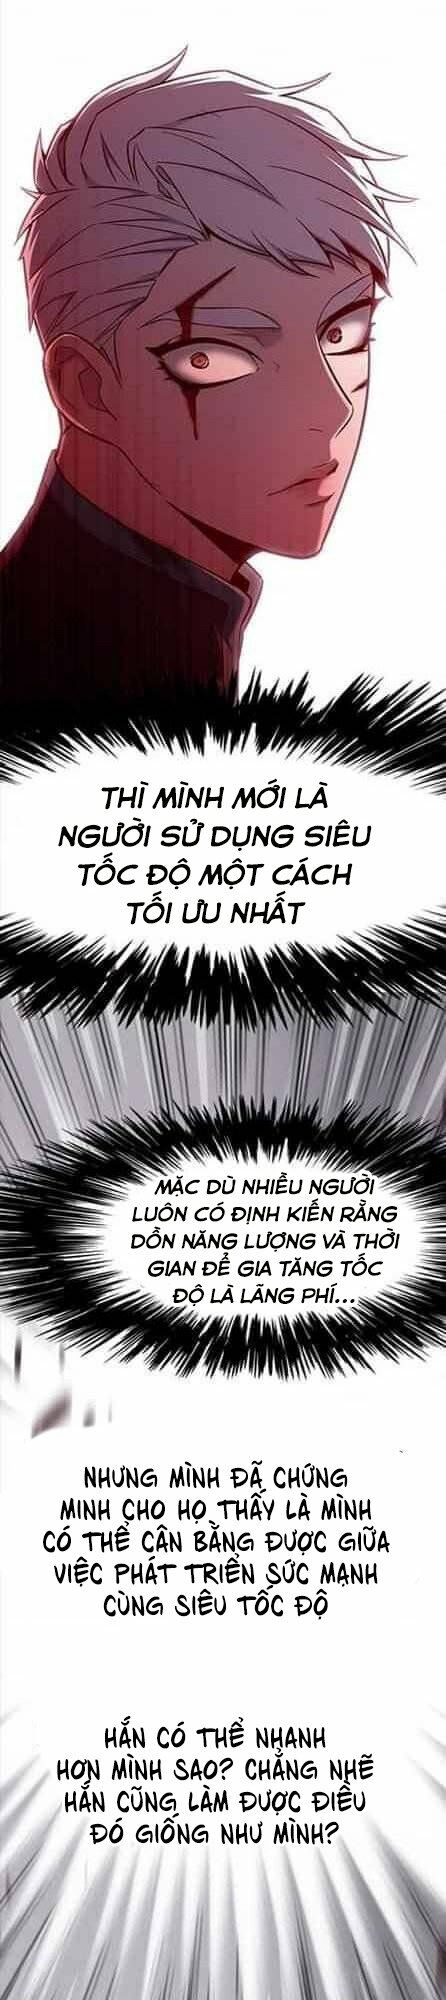 THÌ MÌNH MỚI LÀ
NGƯỜI SỬ DỤNG SIÊU
TỐC ĐỘ MỘT CÁCH
TỐI ƯU NHẤT
MẶC DÙ NHIỀU NGƯỜI
LUÔN CÓ ĐỊNH KIẾN RẰNG
DỒN NĂNG LƯỢNG VÀ THỜI
GIAN ĐỂ GIA TĂNG TỐC
ĐỘ LÀ LÃNG PHÍ...
NHƯNG MÌNH ĐÃ CHỨNG
MINH CHO HỌ THẤY LÀ MÌNH
CÓ THỂ CÂN BẰNG ĐƯỢC GIỮA
VIỆC PHÁT TRIỂN SỨC MẠNH
CÙNG SIÊU TỐC ĐỘ
HẮN CÓ THỂ NHANH
HƠN MÌNH SAO? CHẲNG NHẼ
HẮN CŨNG LÀM ĐƯỢC ĐIỀU
ĐÓ GIỐNG NHƯ MÌNH?